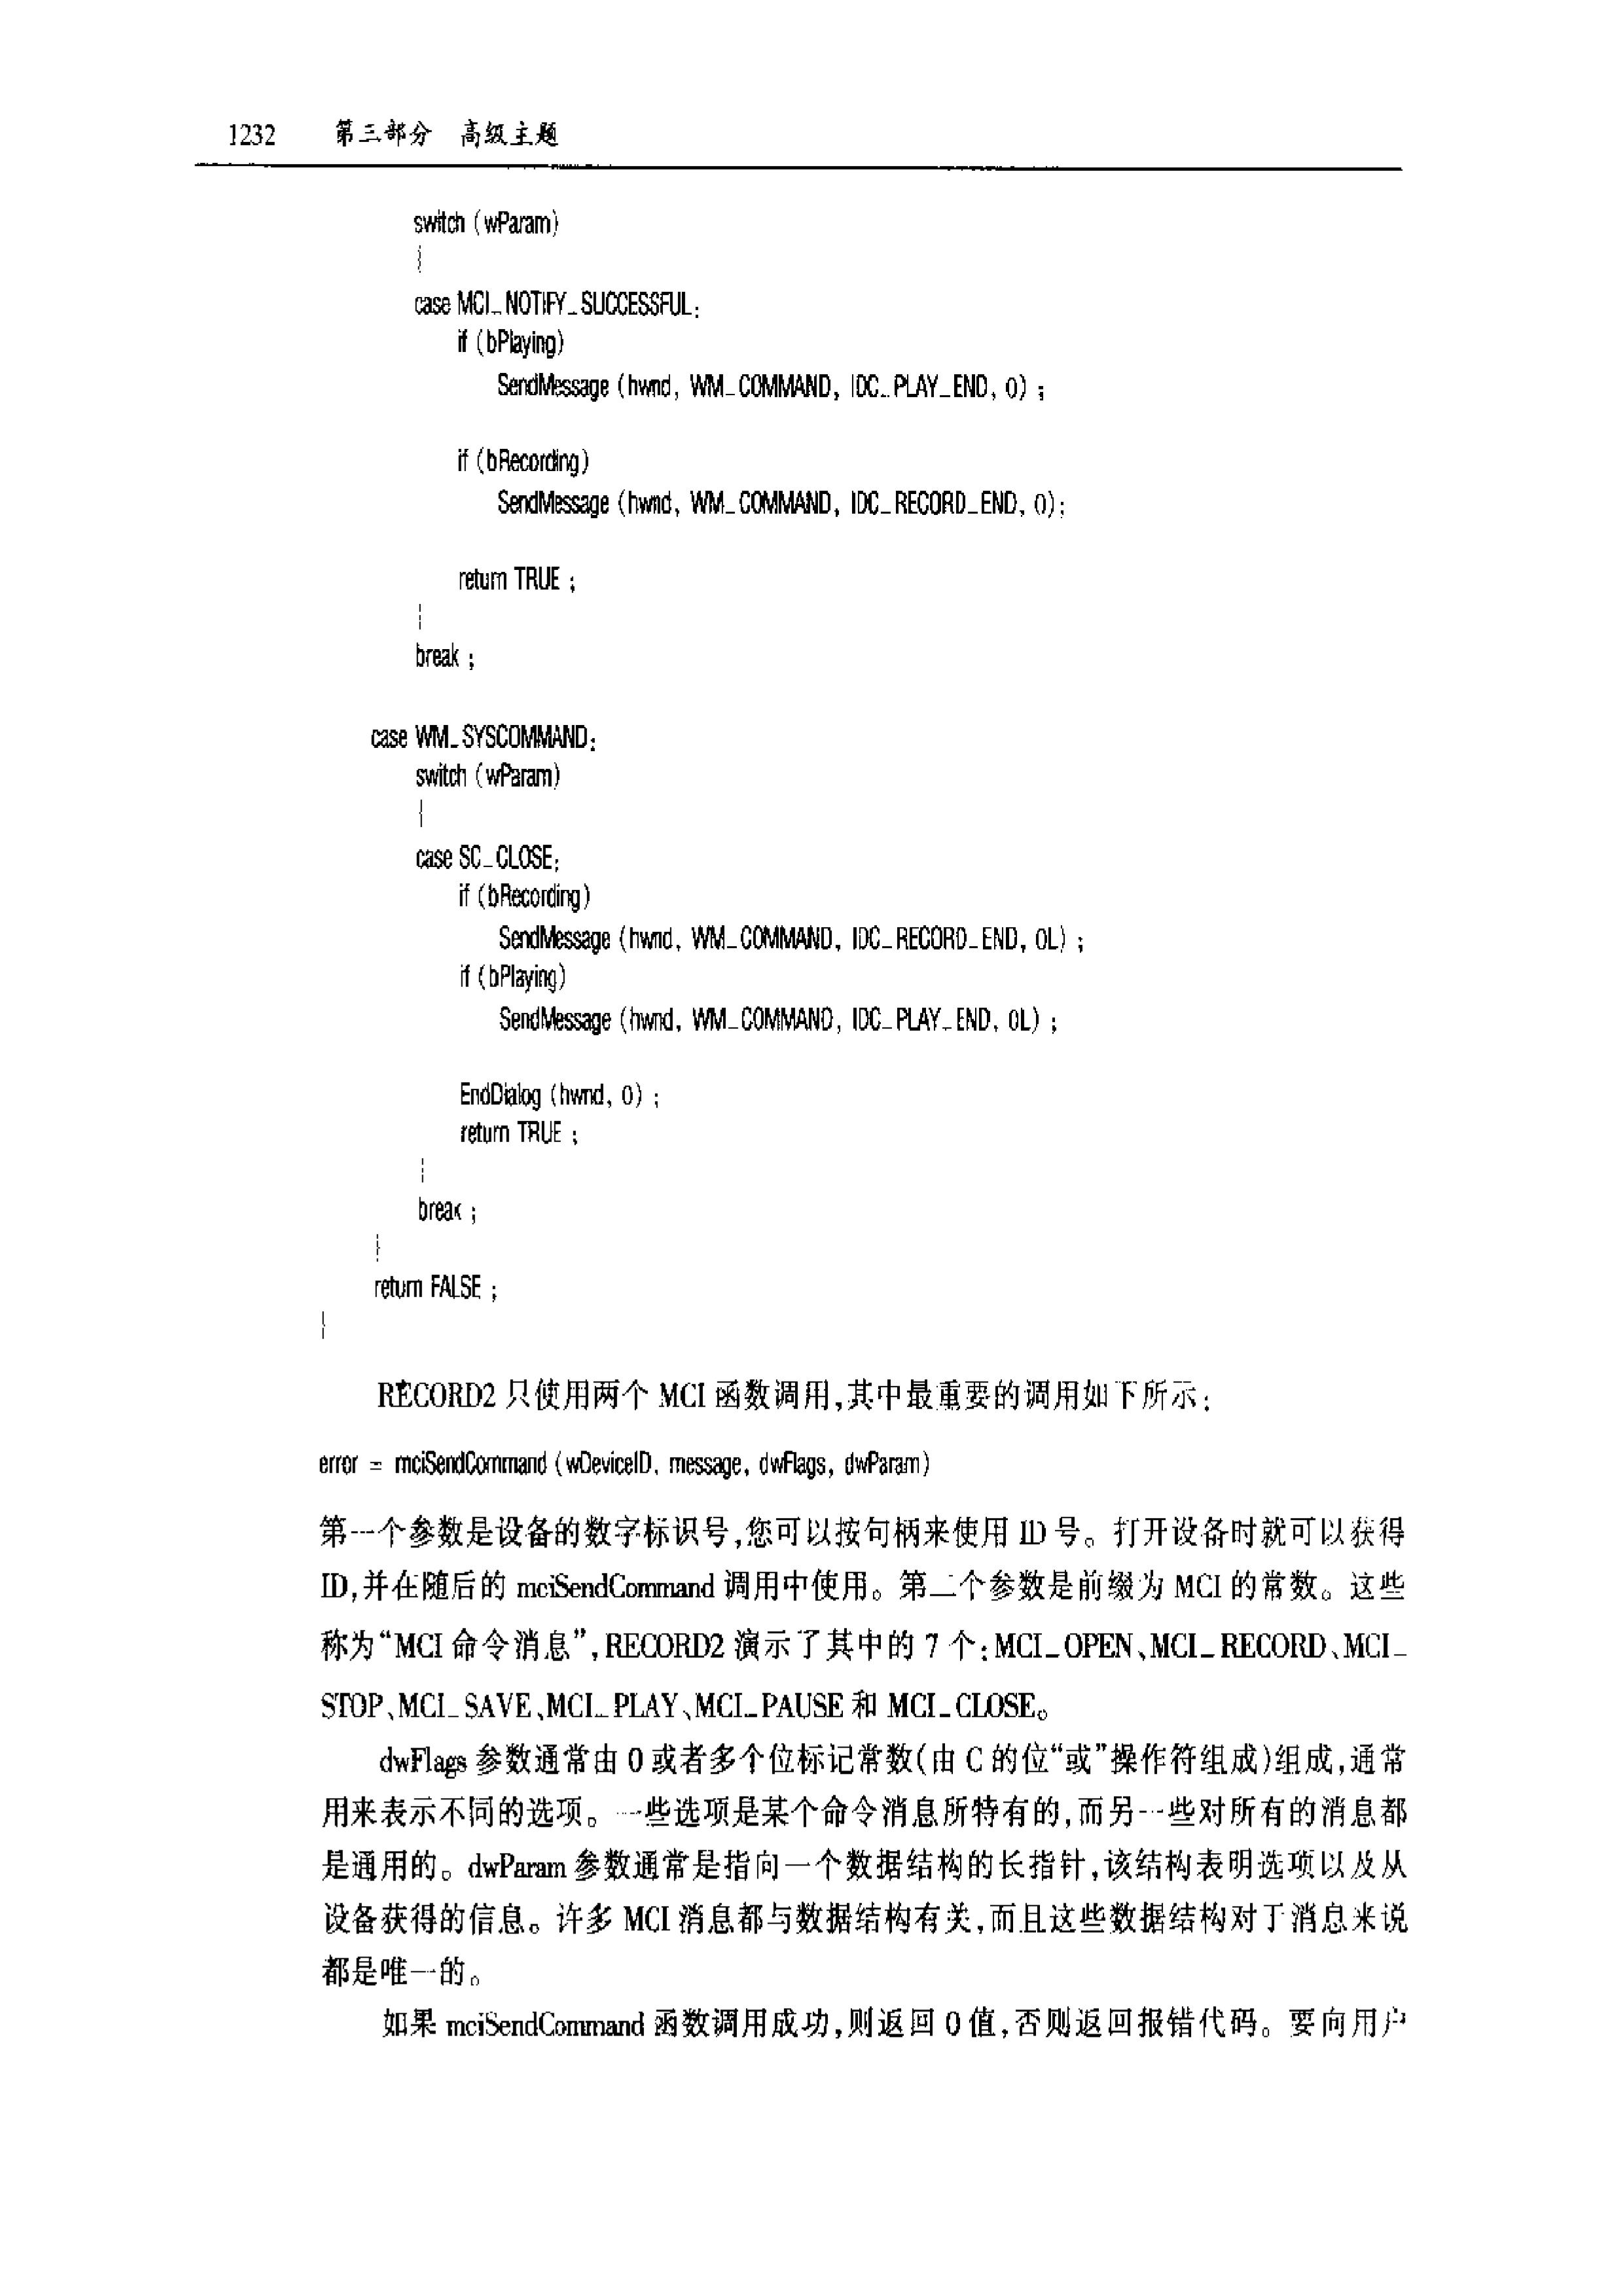 1232 第三部分 高级主题
switch (wParam)
{
case MCI_NOTIFY_SUCCESSFUL:
if (bPlaying)
SendMessage (hwnd, WM_COMMAND, IDC_PLAY_END, 0) ;
if (bRecording)
SendMessage (hwnd, WM_COMMAND, IDC_RECORD_END, 0);
return TRUE ;
}
break ;
case WM_SYSCOMMAND:
switch (wParam)
{
case SC_CLOSE:
if (bRecording)
SendMessage (hwnd, WM_COMMAND, IDC_RECORD_END, 0L) ;
if (bPlaying)
SendMessage (hwnd, WM_COMMAND, IDC_PLAY_END, 0L) ;
EndDialog (hwnd, 0) ;
return TRUE ;
}
break ;
}
return FALSE ;
}
RECORD2 只使用两个 MCI 函数调用,其中最重要的调用如下所示:
error = mciSendCommand (wDeviceID, message, dwFlags, dwParam)
第一个参数是设备的数字标识号,您可以按句柄来使用 ID 号。打开设备时就可以获得
ID,并在随后的 mciSendCommand 调用中使用。第二个参数是前缀为 MCI 的常数。这些
称为“MCI 命令消息”,RECORD2 演示了其中的 7 个:MCI_OPEN、MCI_RECORD、MCI_
STOP、MCI_SAVE、MCI_PLAY、MCI_PAUSE 和 MCI_CLOSE。
dwFlags 参数通常由 0 或者多个位标记常数(由 C 的位“或”操作符组成)组成,通常
用来表示不同的选项。一些选项是某个命令消息所特有的,而另一些对所有的消息都
是通用的。dwParam 参数通常是指向一个数据结构的长指针,该结构表明选项以及从
设备获得的信息。许多 MCI 消息都与数据结构有关,而且这些数据结构对于消息来说
都是唯一的。
如果 mciSendCommand 函数调用成功,则返回 0 值,否则返回报错代码。要向用户